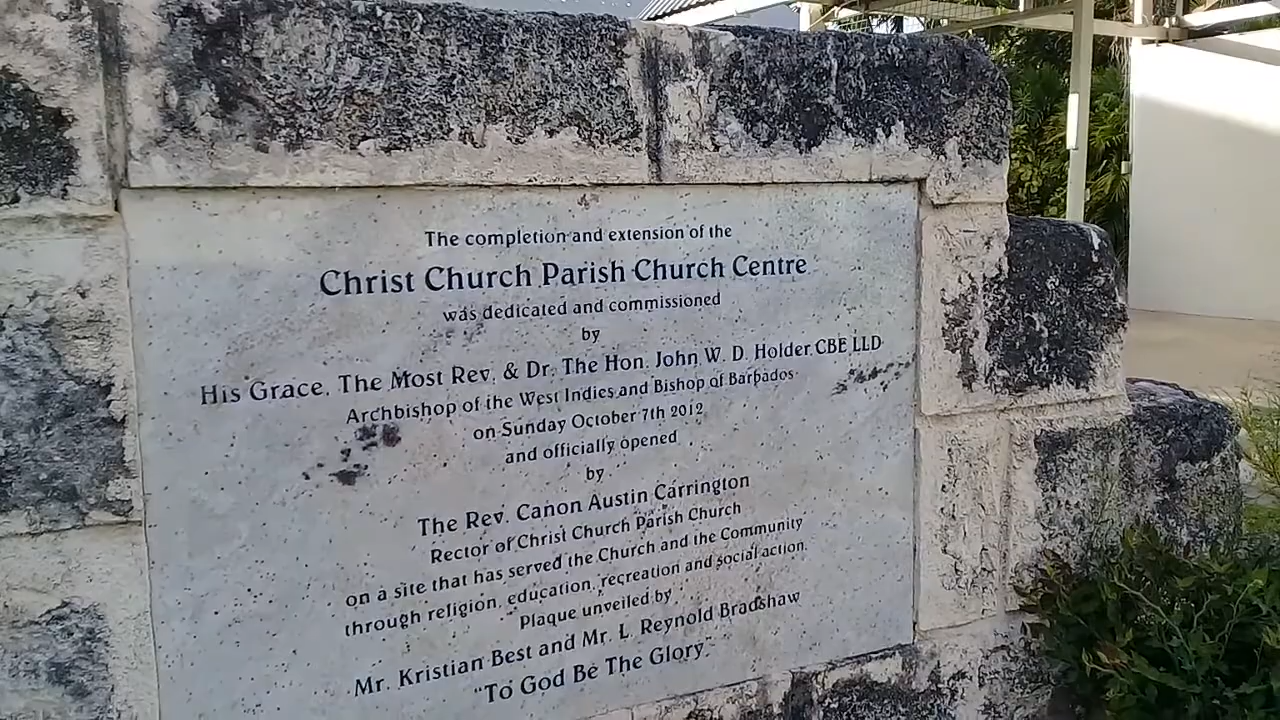 The completion and extension of the
Christ Church Parish Church Centre
was dedicated and commissioned
by
His Grace, The Most Rev. & Dr. The Hon. John W. D. Holder CBE LLD
Archbishop of the West Indies and Bishop of Barbados
on Sunday October 7th 2012
and officially opened
by
The Rev. Canon Austin Carrington
Rector of Christ Church Parish Church
on a site that has served the Church and the Community
through religion, education, recreation and social action.
Plaque unveiled by
Mr. Kristian Best and Mr. L. Reynold Bradshaw
"To God Be The Glory."